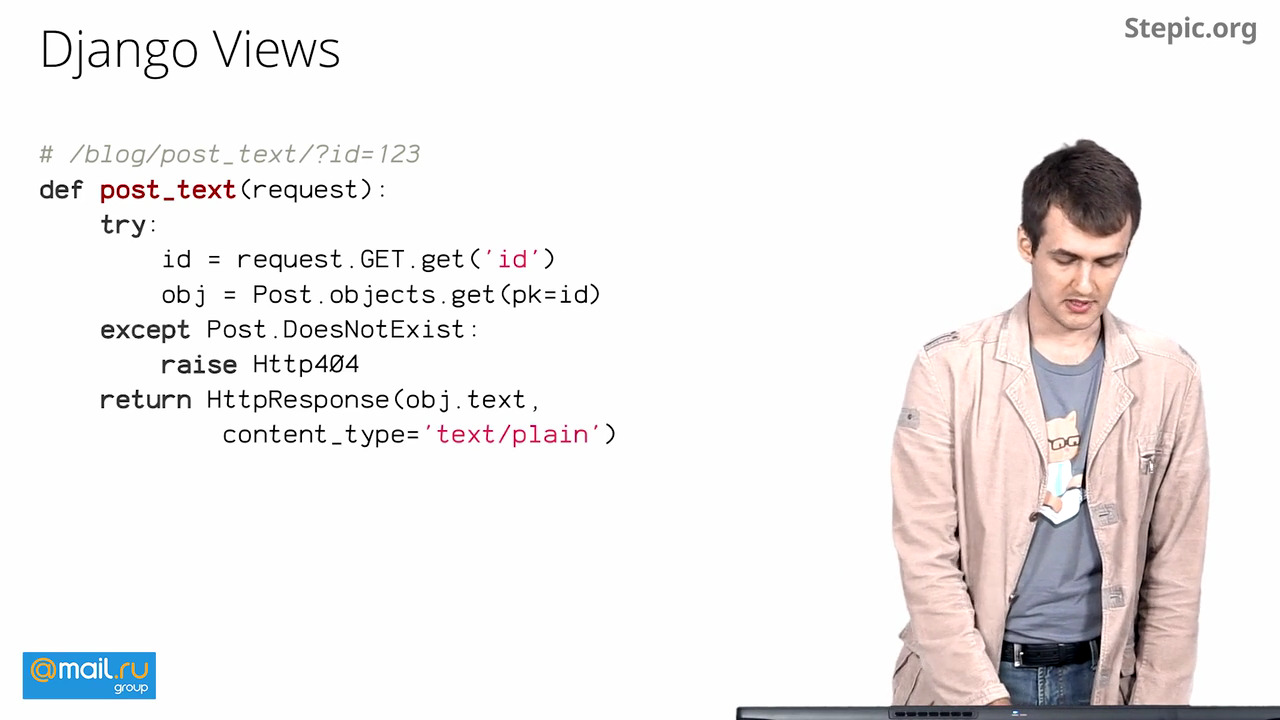 Django Views
Stepic.org
# /blog/post_text/?id=123
def post_text(request):
    try:
        id = request.GET.get('id')
        obj = Post.objects.get(pk=id)
    except Post.DoesNotExist:
        raise Http404
    return HttpResponse(obj.text,
            content_type='text/plain')
@mail.ru
group